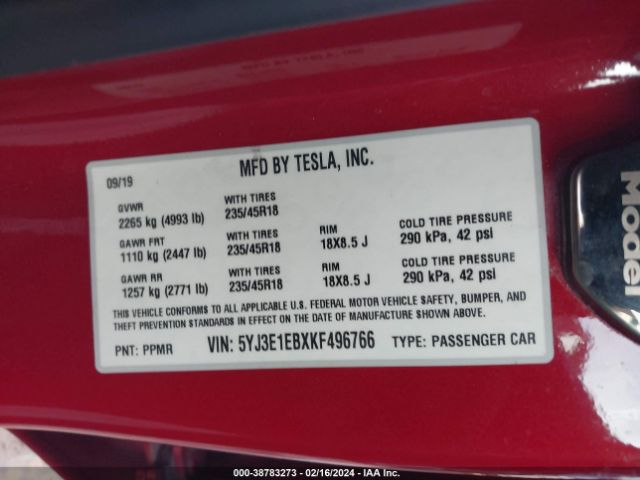 MFD BY TESLA, INC.
09/19
GVWR
2265 kg (4993 lb)
WITH TIRES
235/45R18
GAWR FRT
1110 kg (2447 lb)
WITH TIRES
235/45R18
RIM
18X8.5 J
COLD TIRE PRESSURE
290 kPa, 42 psi
GAWR RR
1257 kg (2771 lb)
WITH TIRES
235/45R18
RIM
18X8.5 J
COLD TIRE PRESSURE
290 kPa, 42 psi
THIS VEHICLE CONFORMS TO ALL APPLICABLE U.S. FEDERAL MOTOR VEHICLE SAFETY, BUMPER, AND
THEFT PREVENTION STANDARDS IN EFFECT ON THE DATE OF MANUFACTURE SHOWN ABOVE.
PNT: PPMR
VIN: 5YJ3E1EBXKF496766
TYPE: PASSENGER CAR
Model
000-38783273 - 02/16/2024 - IAA Inc.